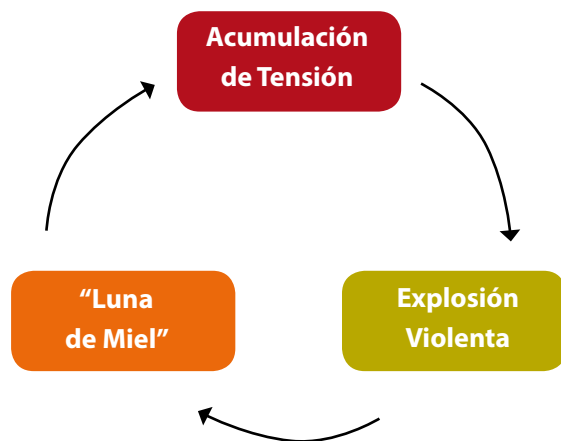 Acumulación
de Tensión
“Luna
de Miel”
Explosión
Violenta